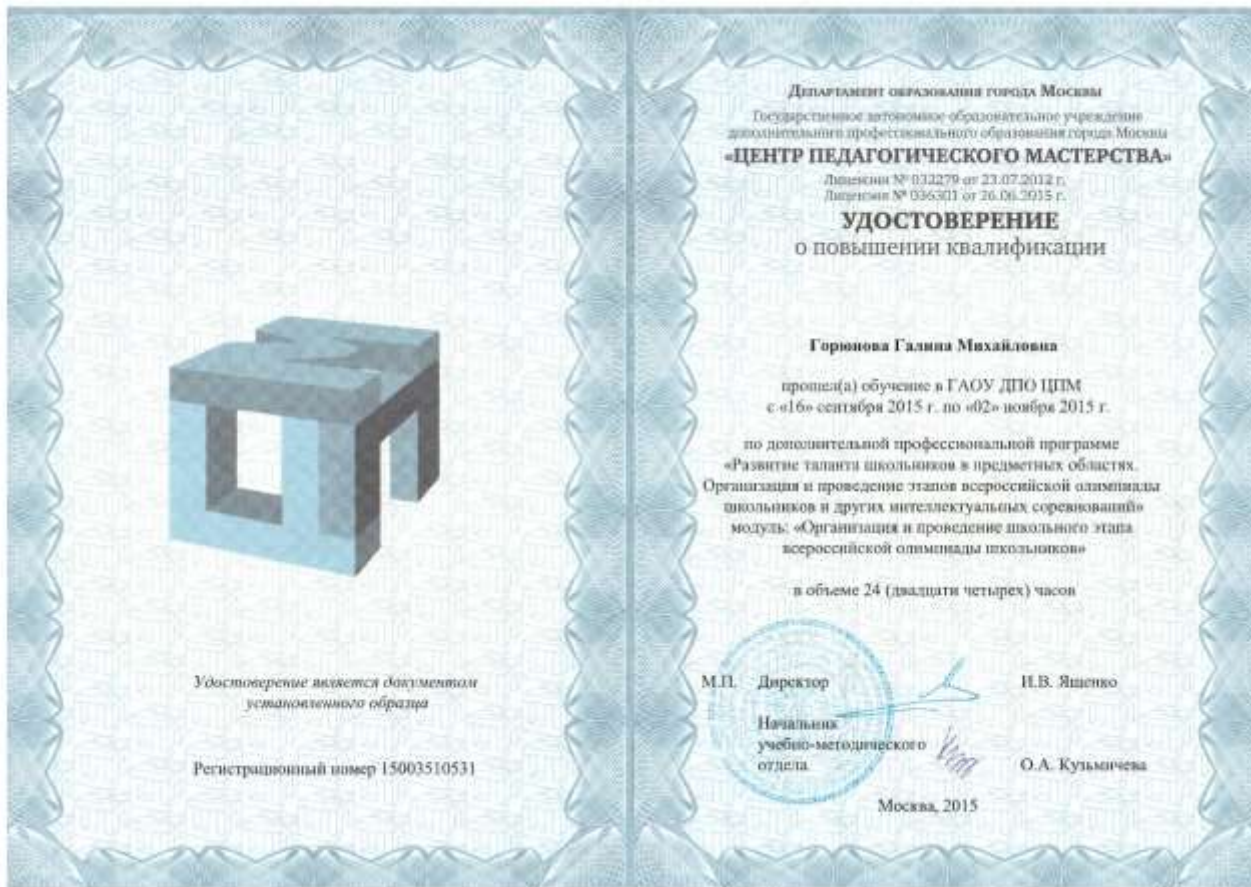 Удостоверение является документом
установленного образца
Регистрационный номер 15003510531
Департамент образования города Москвы
Государственное автономное образовательное учреждение
дополнительного профессионального образования города Москвы
«ЦЕНТР ПЕДАГОГИЧЕСКОГО МАСТЕРСТВА»
Лицензия № 032279 от 23.07.2012 г.
Лицензия № 036301 от 26.06.2015 г.
УДОСТОВЕРЕНИЕ
о повышении квалификации
Горюнова Галина Михайловна
прошел(а) обучение в ГАОУ ДПО ЦПМ
с «16» сентября 2015 г. по «02» ноября 2015 г.
по дополнительной профессиональной программе
«Развитие таланта школьников в предметных областях.
Организация и проведение этапов всероссийской олимпиады
школьников и других интеллектуальных соревнований»
модуль: «Организация и проведение школьного этапа
всероссийской олимпиады школьников»
в объеме 24 (двадцати четырех) часов
М.П. Директор И.В. Ященко
Начальник
учебно-методического
отдела О.А. Кузьмичева
Москва, 2015